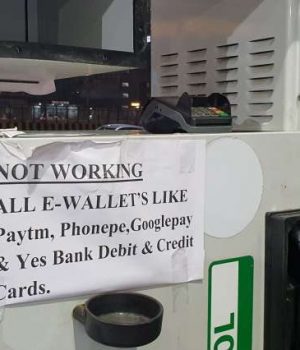 NOT WORKING
ALL E-WALLET'S LIKE
Paytm, Phonepe,Googlepay
& Yes Bank Debit & Credit
Cards.